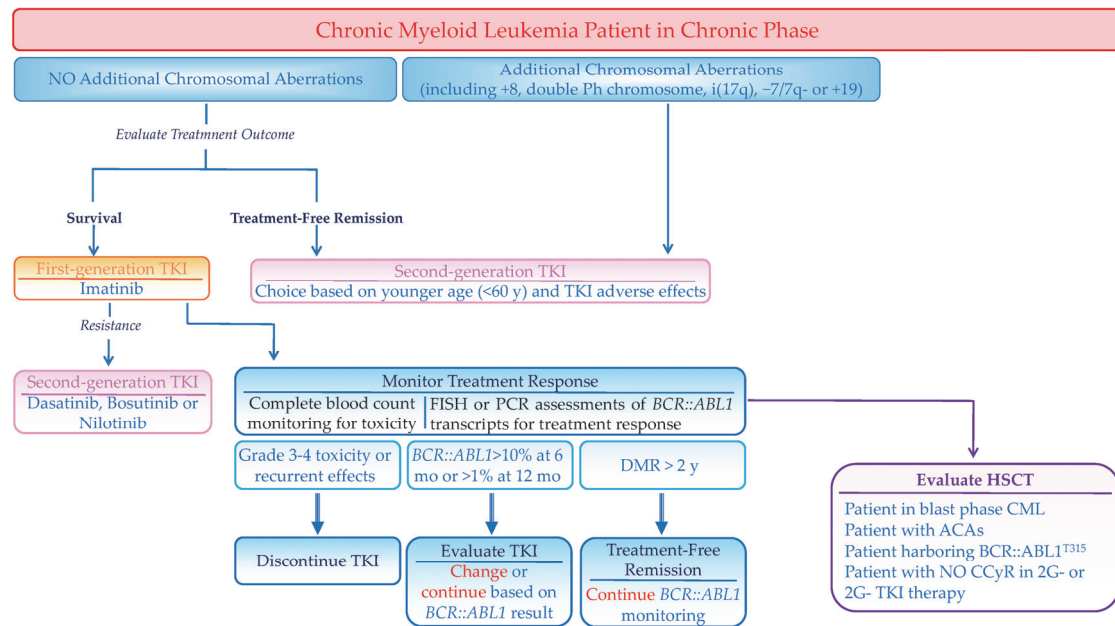 Chronic Myeloid Leukemia Patient in Chronic Phase
NO Additional Chromosomal Aberrations
Additional Chromosomal Aberrations
(including +8, double Ph chromosome, i(17q), −7/7q- or +19)
Evaluate Treatmnent Outcome
Survival
Treatment-Free Remission
First-generation TKI
Imatinib
Second-generation TKI
Choice based on younger age (<60 y) and TKI adverse effects
Resistance
Second-generation TKI
Dasatinib, Bosutinib or
Nilotinib
Monitor Treatment Response
Complete blood count
monitoring for toxicity
FISH or PCR assessments of BCR::ABL1
transcripts for treatment response
Grade 3-4 toxicity or
recurrent effects
BCR::ABL1>10% at 6
mo or >1% at 12 mo
DMR > 2 y
Discontinue TKI
Evaluate TKI
Change or
continue based on
BCR::ABL1 result
Treatment-Free
Remission
Continue BCR::ABL1
monitoring
Evaluate HSCT
Patient in blast phase CML
Patient with ACAs
Patient harboring BCR::ABL1T315
Patient with NO CCyR in 2G- or
2G- TKI therapy